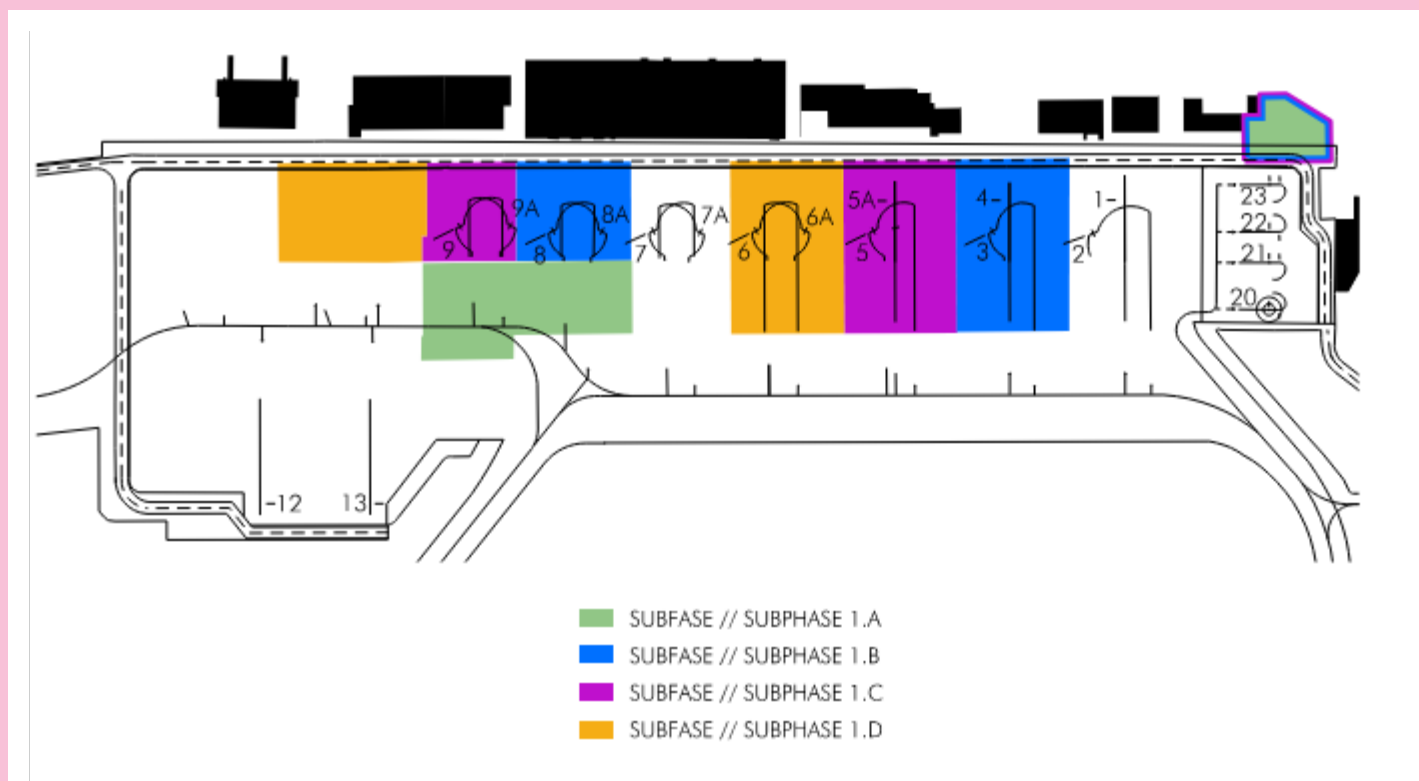 5A 4 1 23
9A 8A 7A 6A 22
9 8 7 6 5 3 2 21
20
12 13
SUBFASE // SUBPHASE 1.A
SUBFASE // SUBPHASE 1.B
SUBFASE // SUBPHASE 1.C
SUBFASE // SUBPHASE 1.D